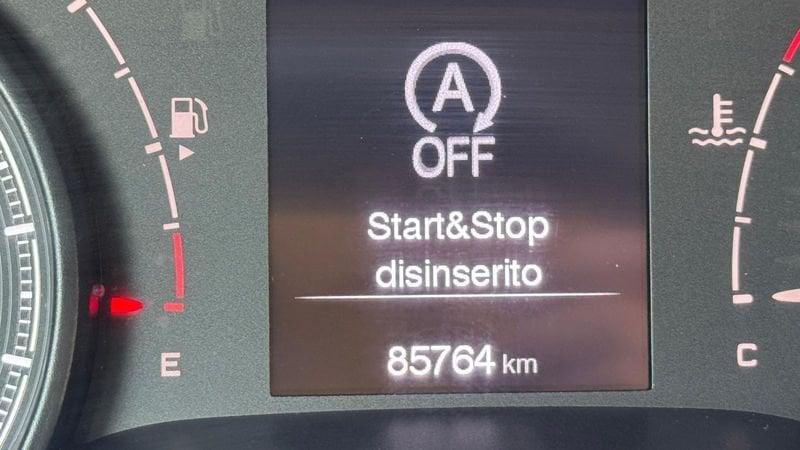 A
OFF
Start&Stop
disinserito
85764 km
E
C